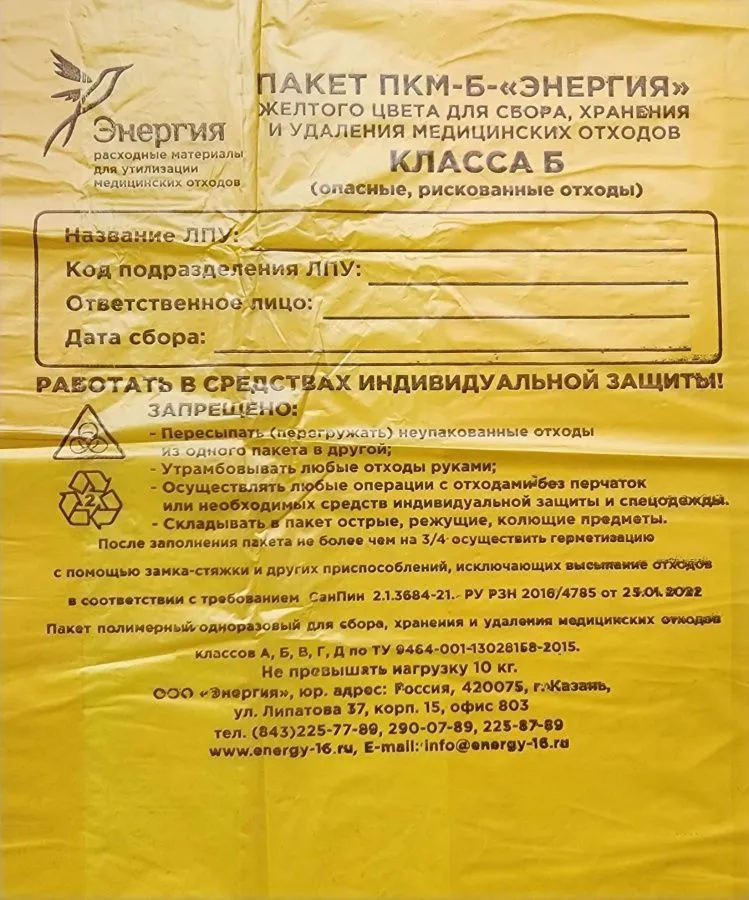 Энергия
расходные материалы
для утилизации
медицинских отходов
ПАКЕТ ПКМ-Б-«ЭНЕРГИЯ»
ЖЕЛТОГО ЦВЕТА ДЛЯ СБОРА, ХРАНЕНИЯ
И УДАЛЕНИЯ МЕДИЦИНСКИХ ОТХОДОВ
КЛАССА Б
(опасные, рискованные отходы)
Название ЛПУ:
Код подразделения ЛПУ:
Ответственное лицо:
Дата сбора:
РАБОТАТЬ В СРЕДСТВАХ ИНДИВИДУАЛЬНОЙ ЗАЩИТЫ!
ЗАПРЕЩЕНО:
- Пересыпать (перегружать) неупакованные отходы
из одного пакета в другой;
- Утрамбовывать любые отходы руками;
- Осуществлять любые операции с отходами без перчаток
или необходимых средств индивидуальной защиты и спецодежды.
- Складывать в пакет острые, режущие, колющие предметы.
2
После заполнения пакета не более чем на 3/4 осуществить герметизацию
с помощью замка-стяжки и других приспособлений, исключающих высыпание отходов
в соответствии с требованием СанПин 2.1.3684-21.- РУ РЗН 2016/4785 от 25.01.2022
Пакет полимерный одноразовый для сбора, хранения и удаления медицинских отходов
классов А, Б, В, Г, Д по ТУ 9464-001-13028158-2015.
Не превышать нагрузку 10 кг.
ООО «Энергия», юр. адрес: Россия, 420075, г.Казань,
ул. Липатова 37, корп. 15, офис 803
тел. (843)225-77-89, 290-07-89, 225-87-89
www.energy-16.ru, E-mail: info@energy-16.ru